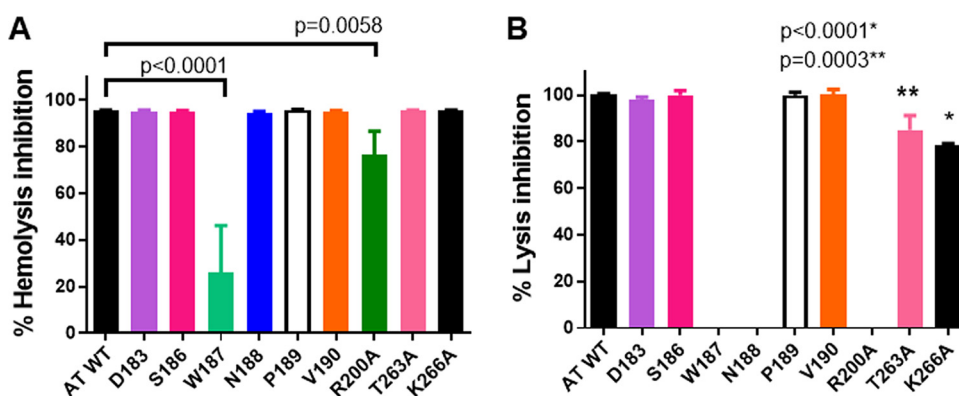 A
p=0.0058
p<0.0001
% Hemolysis inhibition
100
80
60
40
20
0
AT WT
D183
S186
W187
N188
P189
V190
R200A
T263A
K266A
B
p<0.0001*
p=0.0003**
% Lysis inhibition
100
80
60
40
20
0
**
*
AT WT
D183
S186
W187
N188
P189
V190
R200A
T263A
K266A